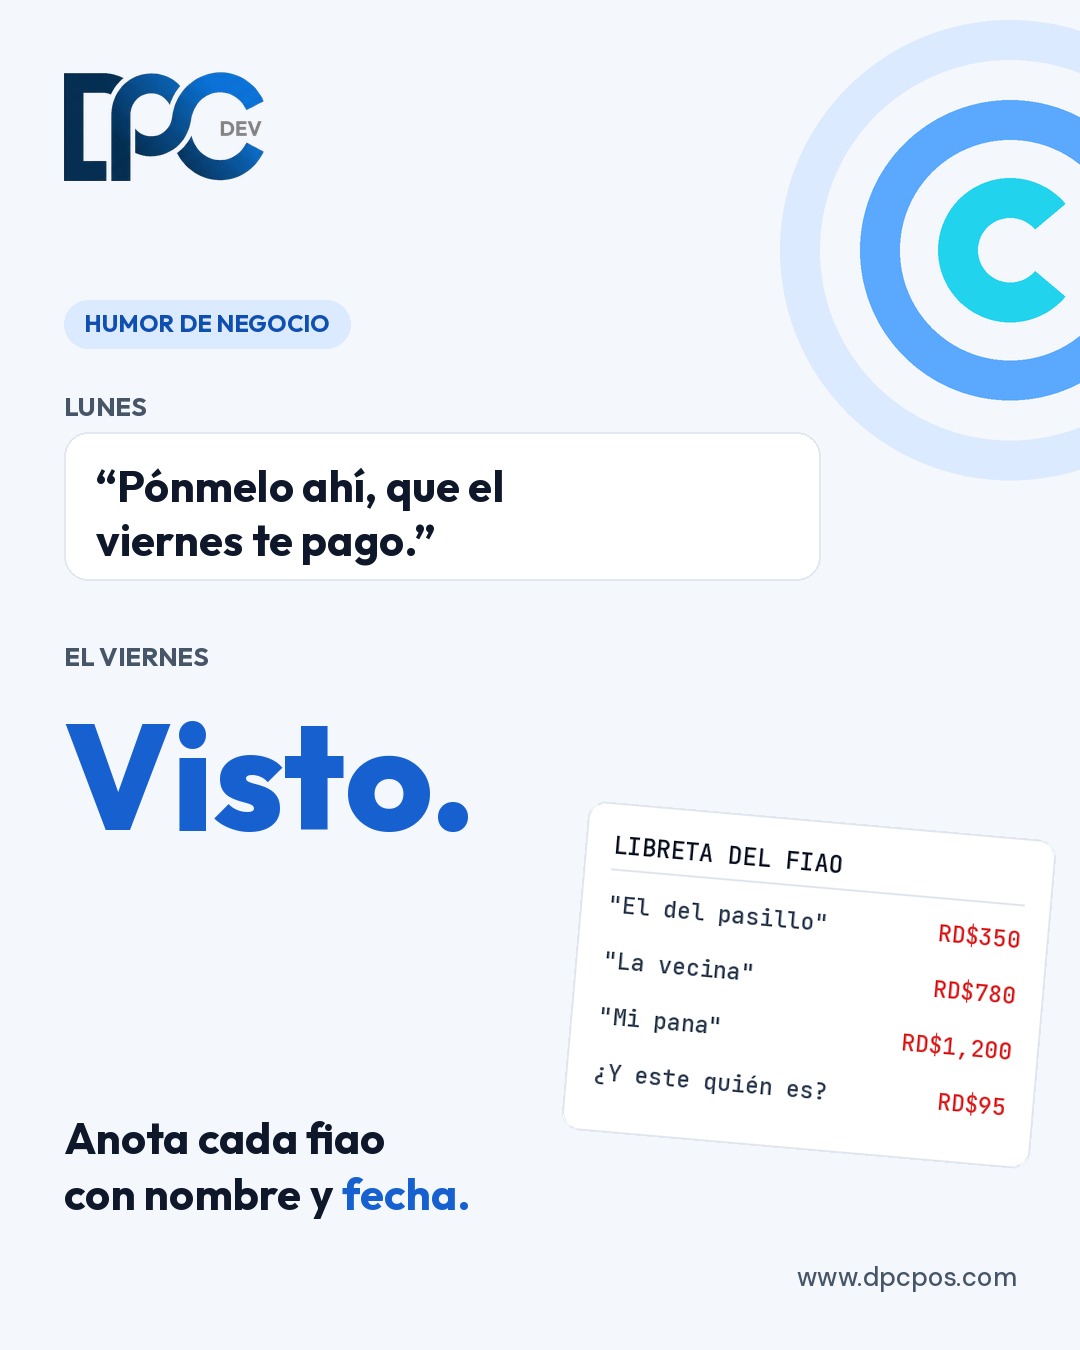 DPC
DEV
HUMOR DE NEGOCIO
LUNES
“Pónmelo ahí, que el
viernes te pago.”
EL VIERNES
Visto.
LIBRETA DEL FIAO
"El del pasillo" RD$350
"La vecina" RD$780
"Mi pana" RD$1,200
¿Y este quién es? RD$95
Anota cada fiao
con nombre y fecha.
www.dpcpos.com